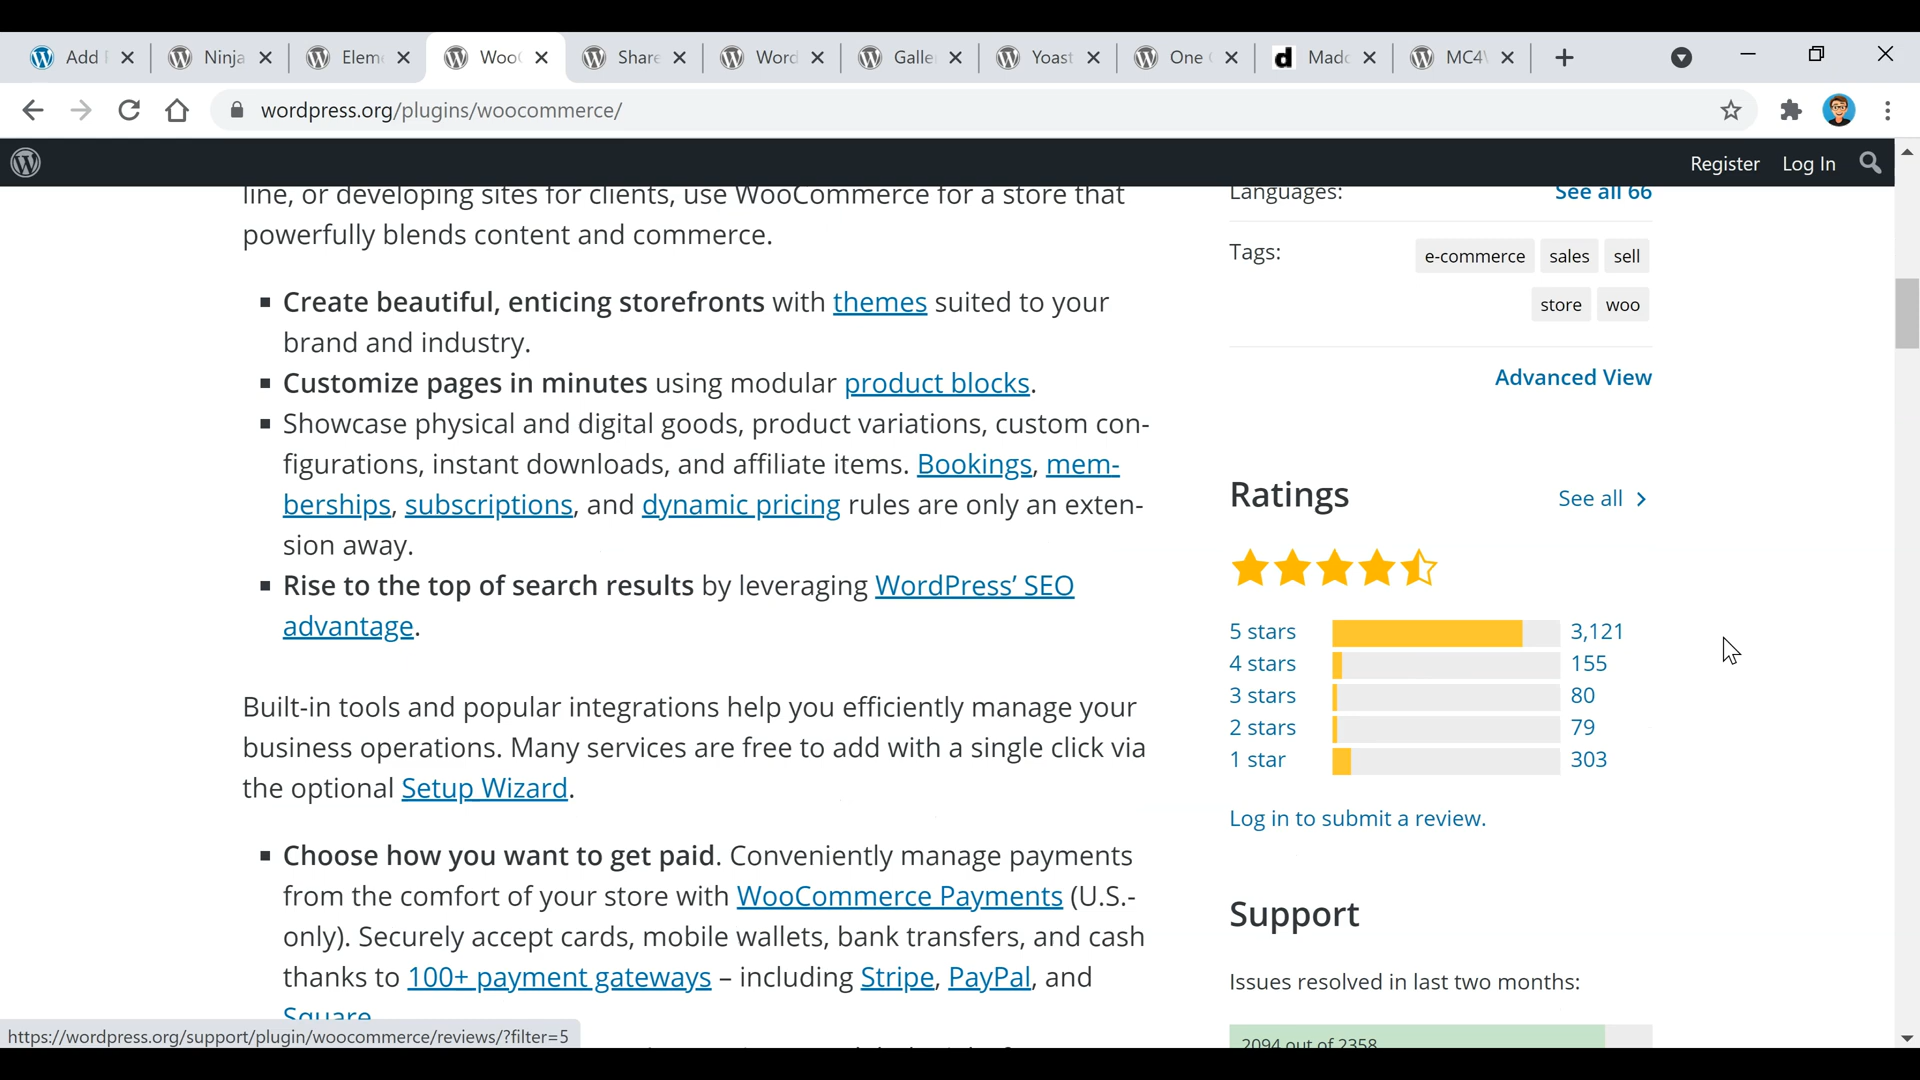 Add
Ninja
Elem
Woo
Share
Word
Galle
Yoast
One
d
Mado
MC4
wordpress.org/plugins/woocommerce/
Register
Log In
line, or developing sites for clients, use WooCommerce for a store that
powerfully blends content and commerce.
▪ Create beautiful, enticing storefronts with themes suited to your
brand and industry.
▪ Customize pages in minutes using modular product blocks.
▪ Showcase physical and digital goods, product variations, custom con-
figurations, instant downloads, and affiliate items. Bookings, mem-
berships, subscriptions, and dynamic pricing rules are only an exten-
sion away.
▪ Rise to the top of search results by leveraging WordPress’ SEO
advantage.
Built-in tools and popular integrations help you efficiently manage your
business operations. Many services are free to add with a single click via
the optional Setup Wizard.
▪ Choose how you want to get paid. Conveniently manage payments
from the comfort of your store with WooCommerce Payments (U.S.-
only). Securely accept cards, mobile wallets, bank transfers, and cash
thanks to 100+ payment gateways – including Stripe, PayPal, and
Square.
Languages: See all 66
Tags: e-commerce sales sell
store woo
Advanced View
Ratings See all
5 stars 3,121
4 stars 155
3 stars 80
2 stars 79
1 star 303
Log in to submit a review.
Support
Issues resolved in last two months:
2094 out of 2358
https://wordpress.org/support/plugin/woocommerce/reviews/?filter=5